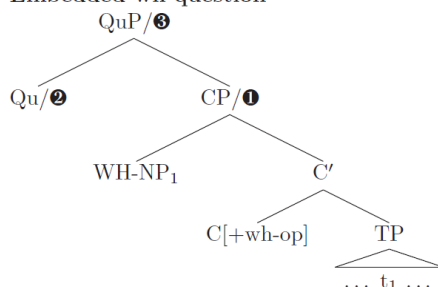 Embedded wh-question
QuP/❸
Qu/❷ CP/❶
WH-NP₁ C′
C[+wh-op] TP
… t₁ …